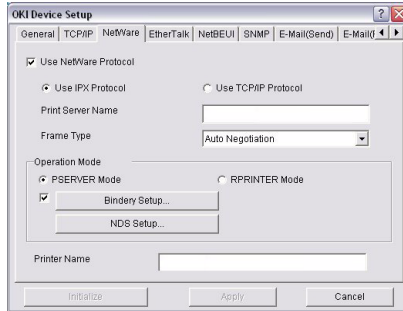 OKI Device Setup
General TCP/IP NetWare EtherTalk NetBEUI SNMP E-Mail(Send) E-Mail(
Use NetWare Protocol
Use IPX Protocol Use TCP/IP Protocol
Print Server Name
Frame Type Auto Negotiation
Operation Mode
PSERVER Mode RPRINTER Mode
Bindery Setup...
NDS Setup...
Printer Name
Initialize Apply Cancel